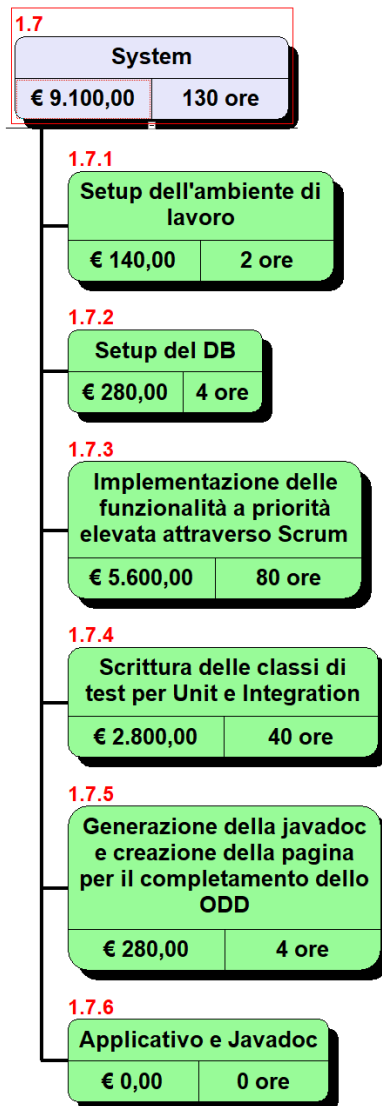 1.7
System
€ 9.100,00 130 ore
1.7.1
Setup dell'ambiente di
lavoro
€ 140,00 2 ore
1.7.2
Setup del DB
€ 280,00 4 ore
1.7.3
Implementazione delle
funzionalità a priorità
elevata attraverso Scrum
€ 5.600,00 80 ore
1.7.4
Scrittura delle classi di
test per Unit e Integration
€ 2.800,00 40 ore
1.7.5
Generazione della javadoc
e creazione della pagina
per il completamento dello
ODD
€ 280,00 4 ore
1.7.6
Applicativo e Javadoc
€ 0,00 0 ore